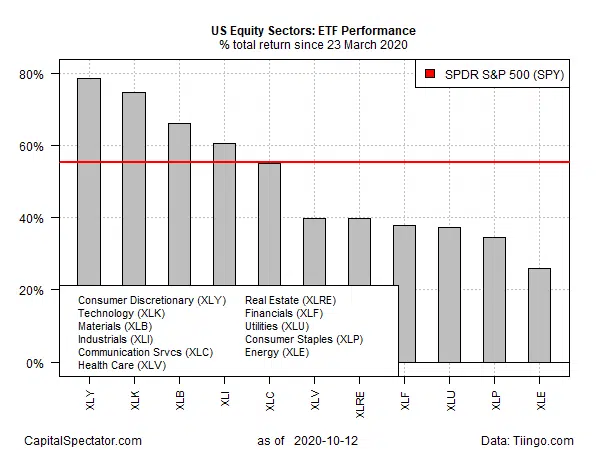 US Equity Sectors: ETF Performance
% total return since 23 March 2020
SPDR S&P 500 (SPY)
80%
60%
40%
20%
0%
Consumer Discretionary (XLY)
Technology (XLK)
Materials (XLB)
Industrials (XLI)
Communication Srvcs (XLC)
Health Care (XLV)
Real Estate (XLRE)
Financials (XLF)
Utilities (XLU)
Consumer Staples (XLP)
Energy (XLE)
XLY
XLK
XLB
XLI
XLC
XLV
XLRE
XLF
XLU
XLP
XLE
CapitalSpectator.com
as of 2020-10-12
Data: Tiingo.com